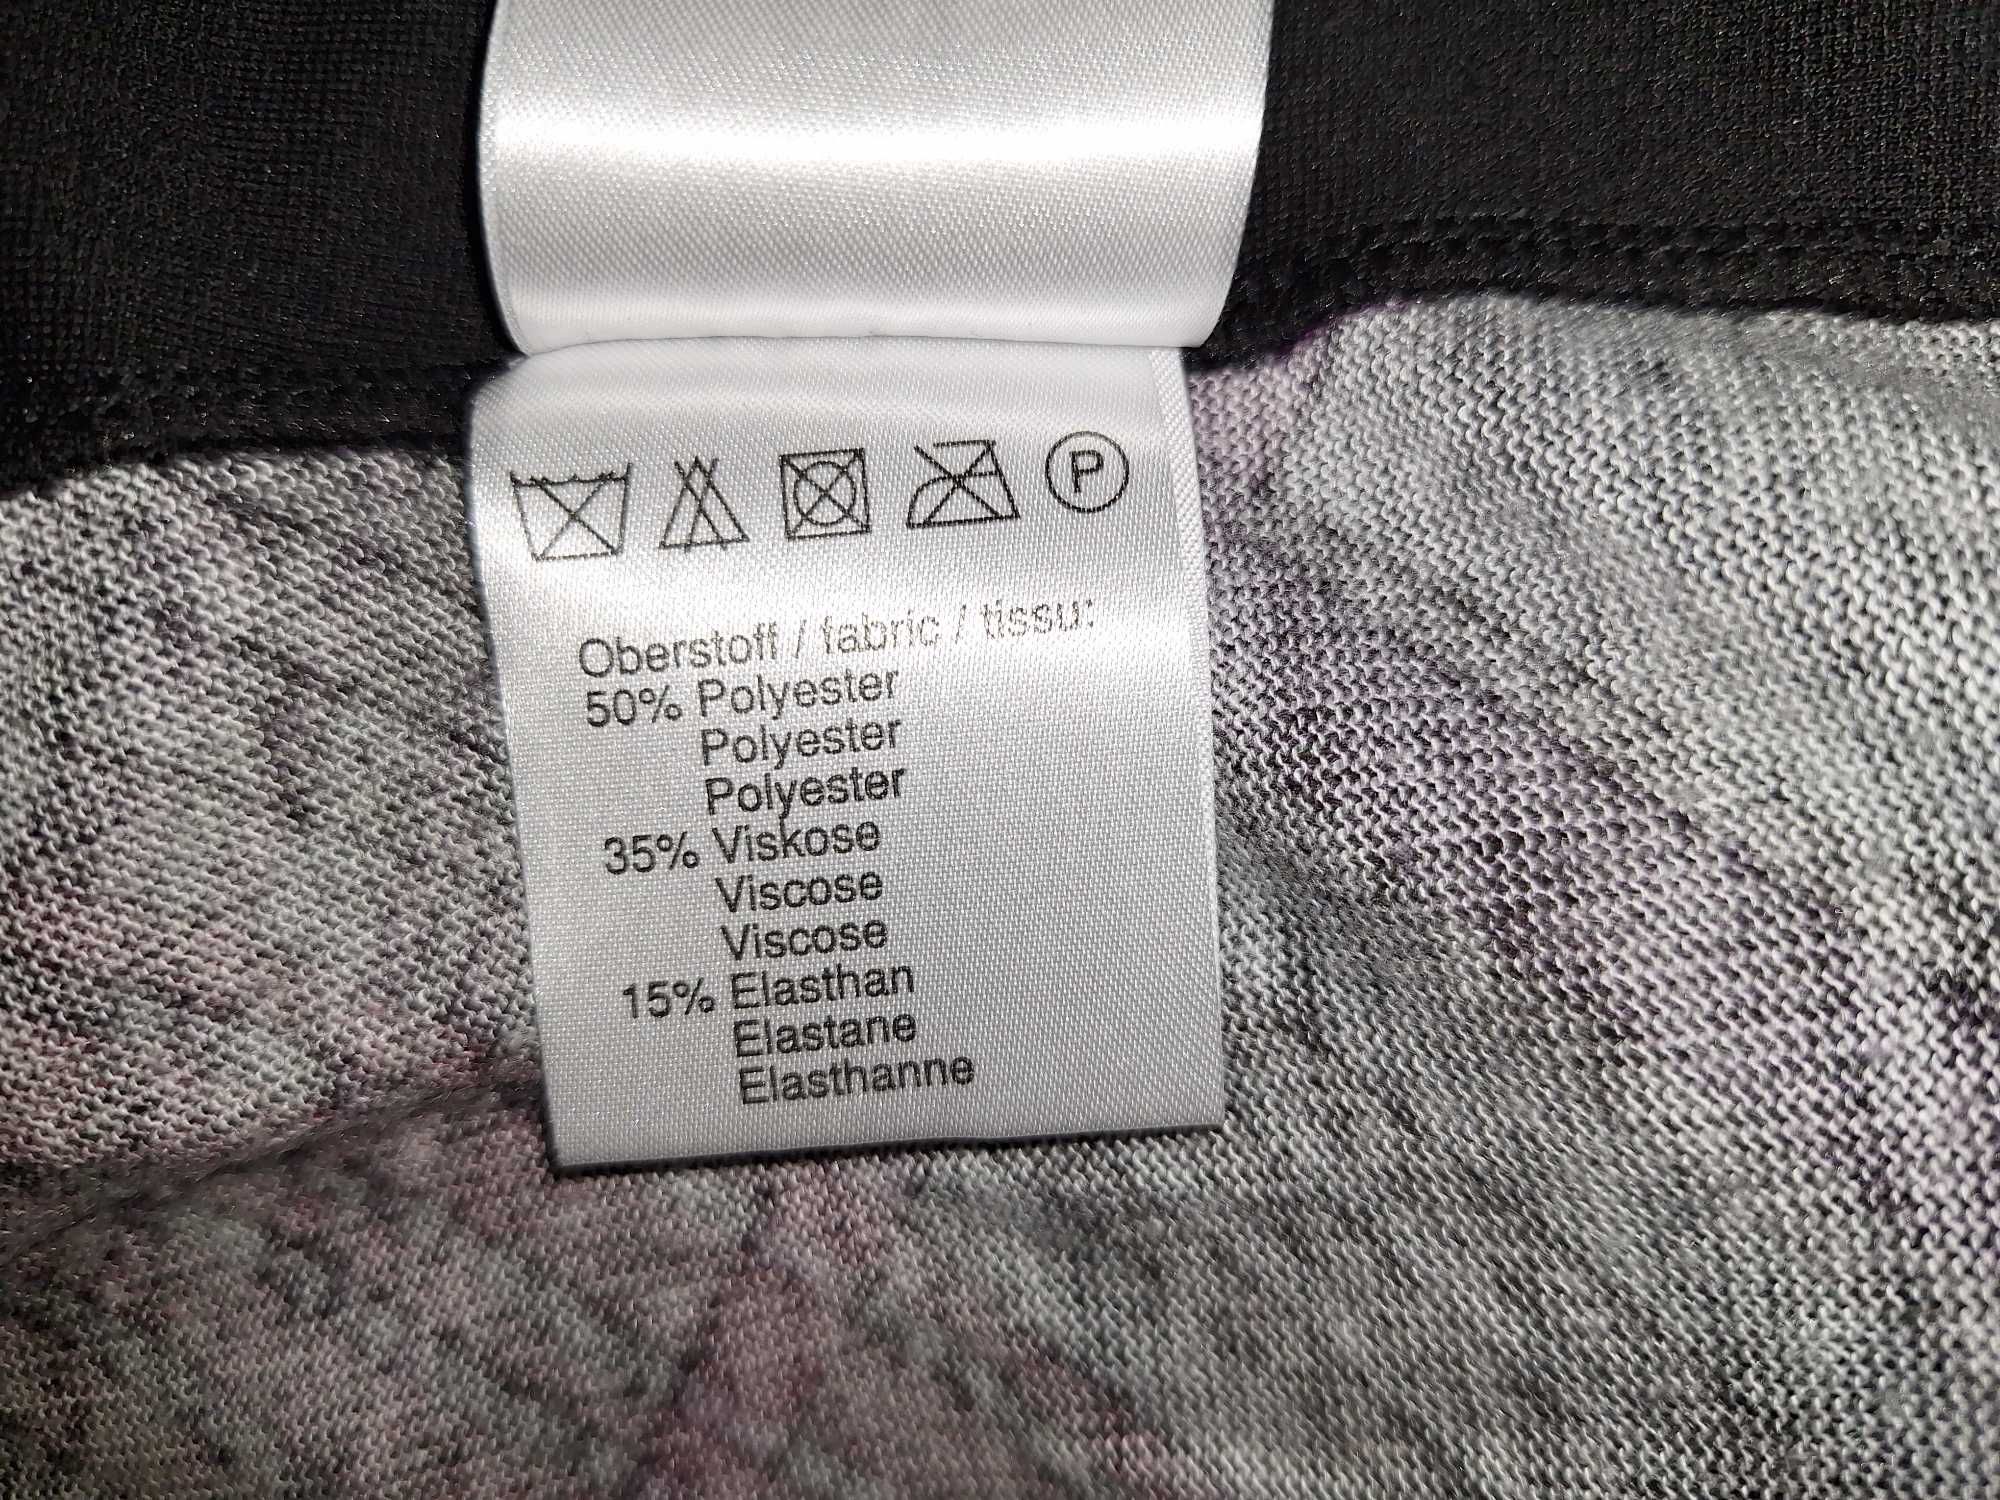 P
Oberstoff / fabric / tissu:
50% Polyester
Polyester
Polyester
35% Viskose
Viscose
Viscose
15% Elasthan
Elastane
Elasthanne